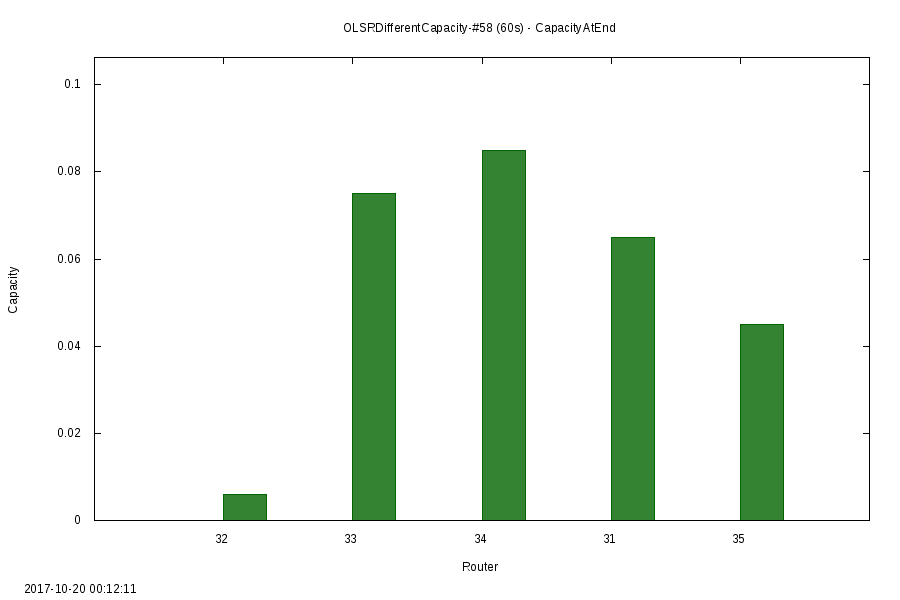 OLSRDifferentCapacity-#58 (60s) - CapacityAtEnd
0.1
0.08
0.06
0.04
0.02
0
Capacity
32 33 34 31 35
Router
2017-10-20 00:12:11